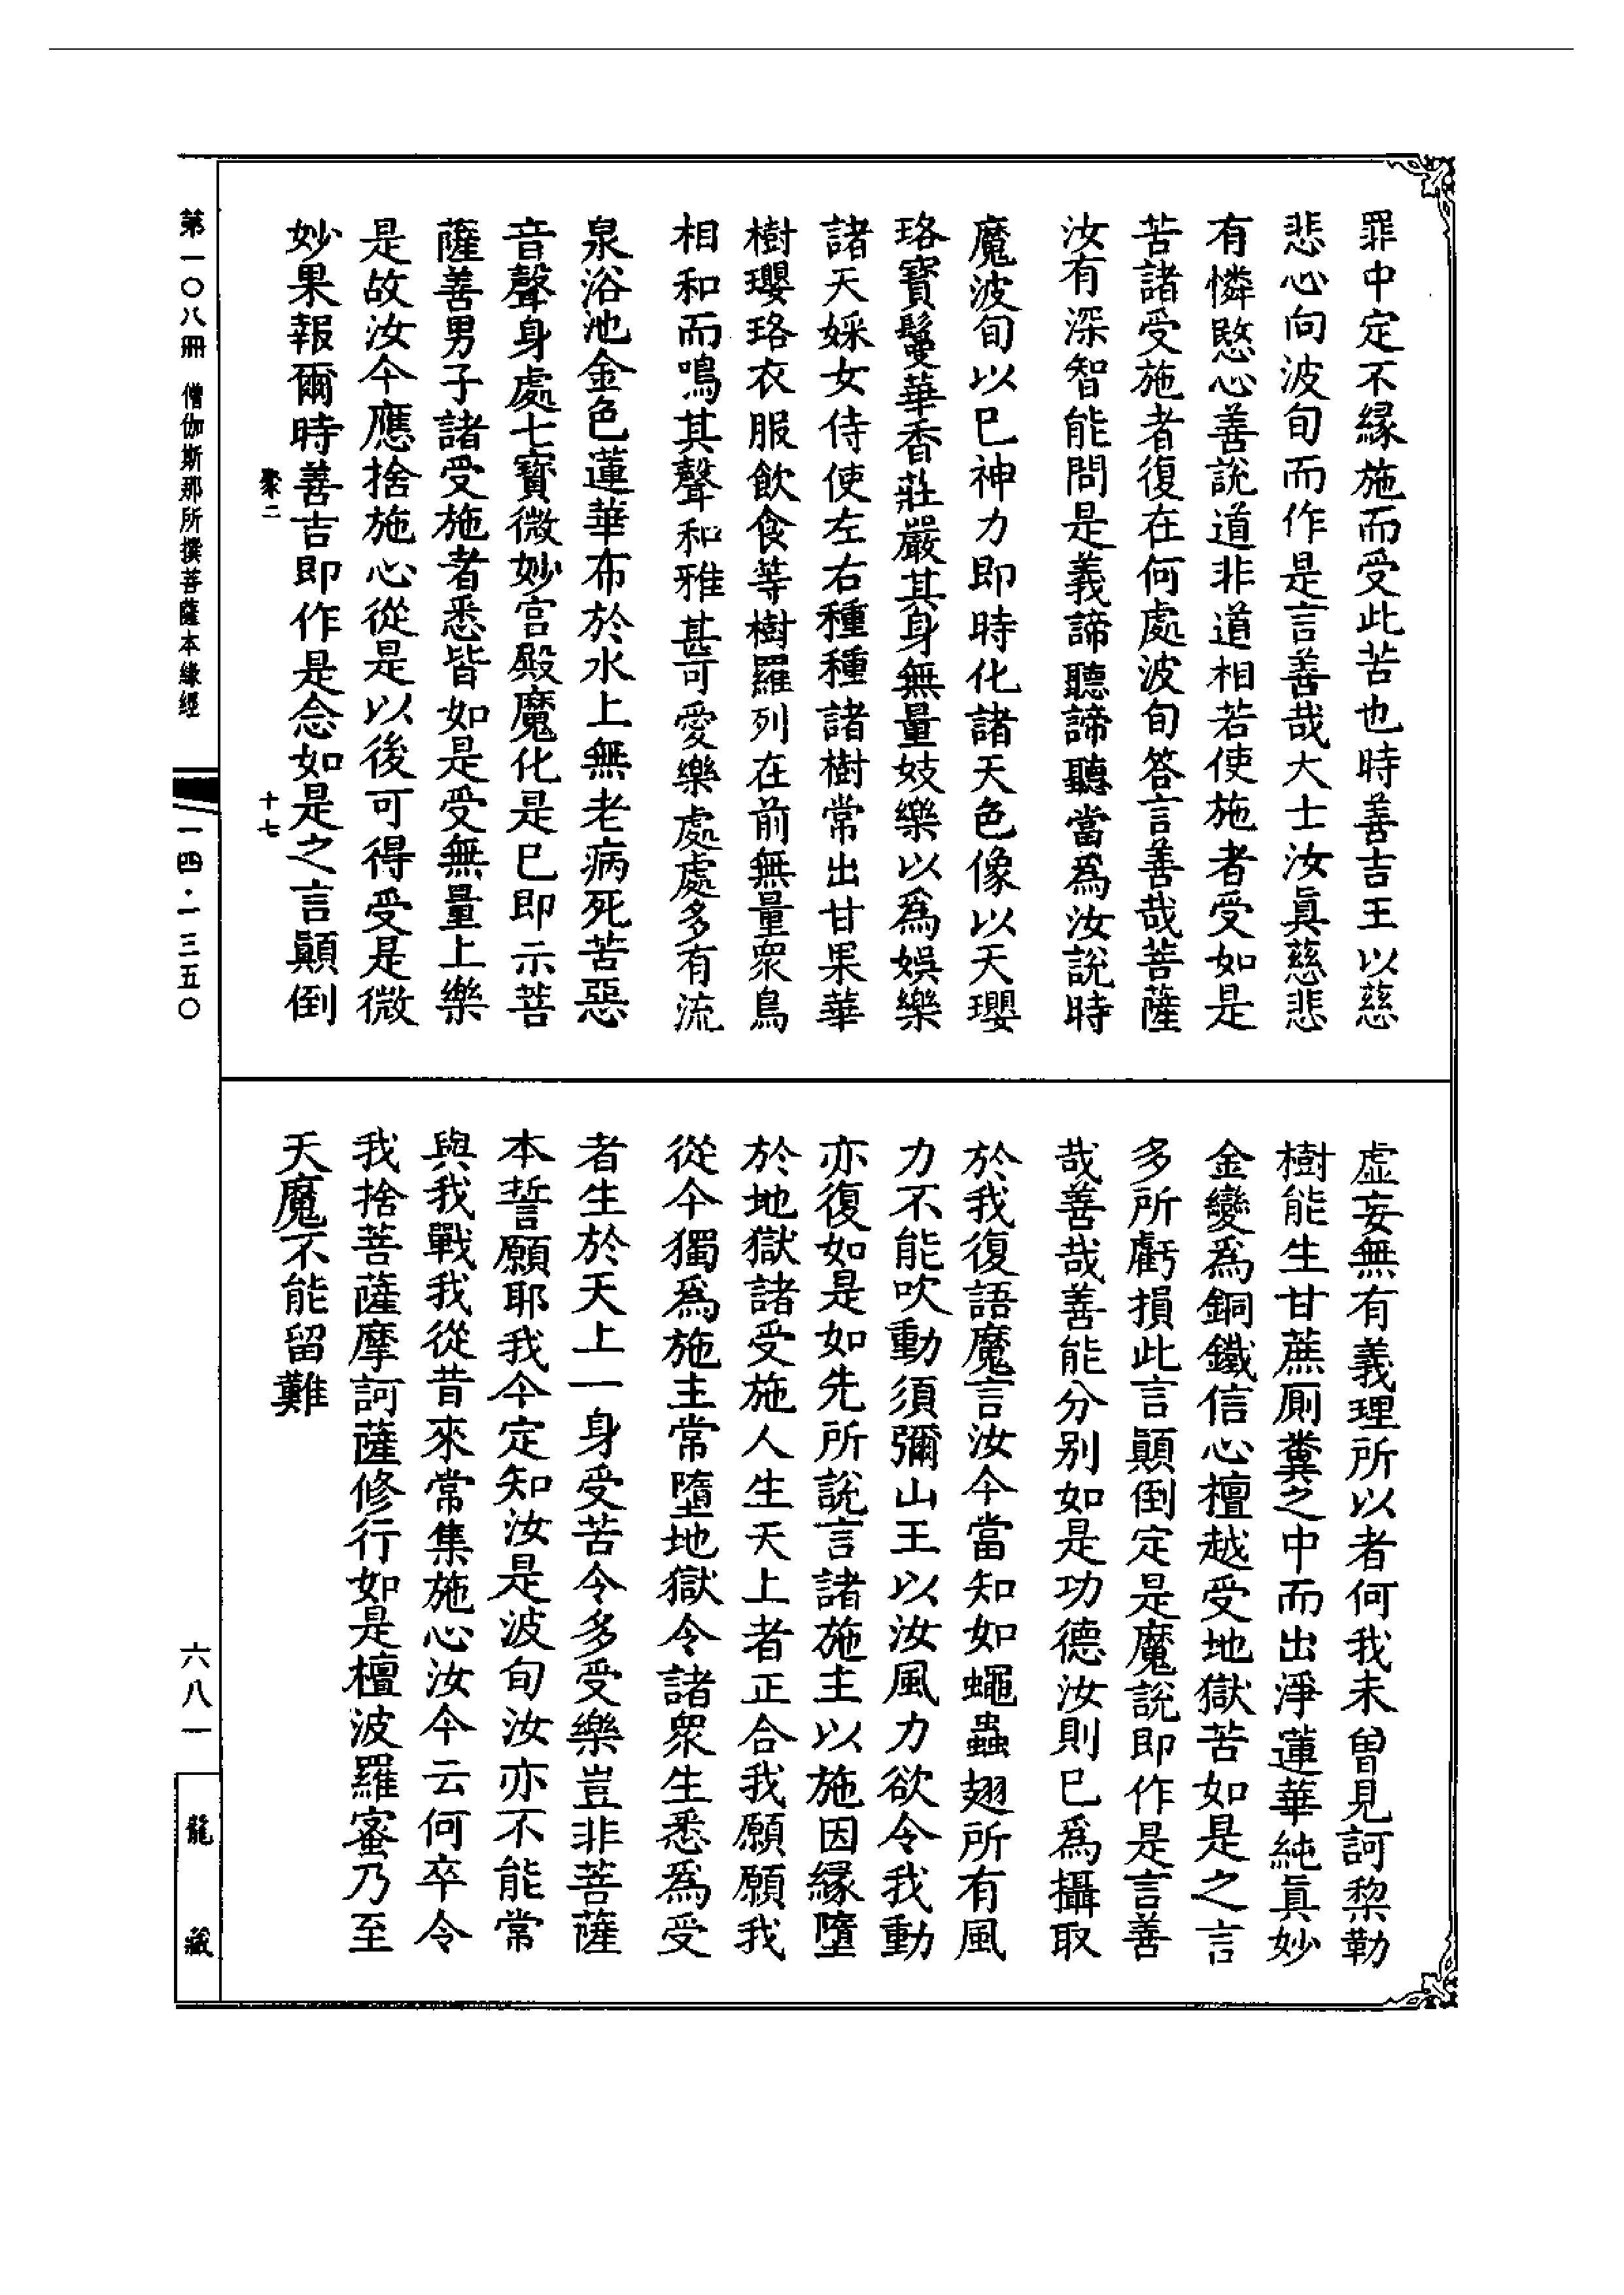 罪中定不緣施而受此苦也時善吉王以慈
悲心向波旬而作是言善哉大士汝眞慈悲
有憐愍心善說道非道相若使施者受如是
苦諸受施者復在何處波旬答言善哉菩薩
汝有深智能問是義諦聽諦聽當爲汝說時
魔波旬以巳神力即時化諸天色像以天瓔
珞寶鬘華香莊嚴其身無量妓樂以爲娛樂
諸天婇女侍使左右種種諸樹常出甘果華
樹瓔珞衣服飲食等樹羅列在前無量眾鳥
相和而鳴其聲和雅甚可愛樂處處多有流
泉浴池金色蓮華布於水上無老病死苦惡
音聲身處七寶微妙宮殿魔化是巳即示菩
薩善男子諸受施者悉皆如是受無量上樂
是故汝今應捨施心從是以後可得受是微
妙果報爾時善吉即作是念如是之言顚倒
聚二 十七
虛妄無有義理所以者何我未曾見訶棃勒
樹能生甘蔗厠糞之中而出淨蓮華純眞妙
金變爲銅鐵信心檀越受地獄苦如是之言
多所虧損此言顚倒定是魔說即作是言善
哉善哉善能分別如是功德汝則巳爲攝取
於我復語魔言汝今當知如蠅蟲翅所有風
力不能吹動須彌山王以汝風力欲令我動
亦復如是如先所說言諸施主以施因緣墮
於地獄諸受施人生天上者正合我願願我
從今獨爲施主常墮地獄令諸眾生悉爲受
者生於天上一身受苦令多受樂豈非菩薩
本誓願耶我今定知汝是波旬汝亦不能常
與我戰我從昔來常集施心汝今云何卒令
我捨菩薩摩訶薩修行如是檀波羅蜜乃至
天魔不能留難
第一〇八冊 僧伽斯那所撰菩薩本緣經
一四·一三五〇
六八一
龍藏